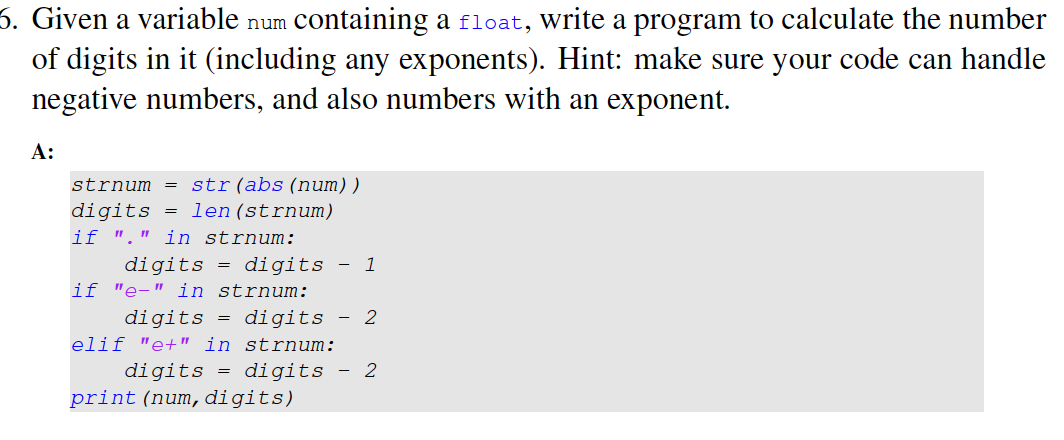 6. Given a variable num containing a float, write a program to calculate the number
of digits in it (including any exponents). Hint: make sure your code can handle
negative numbers, and also numbers with an exponent.
A:
strnum = str(abs(num))
digits = len(strnum)
if "." in strnum:
    digits = digits - 1
if "e-" in strnum:
    digits = digits - 2
elif "e+" in strnum:
    digits = digits - 2
print(num,digits)